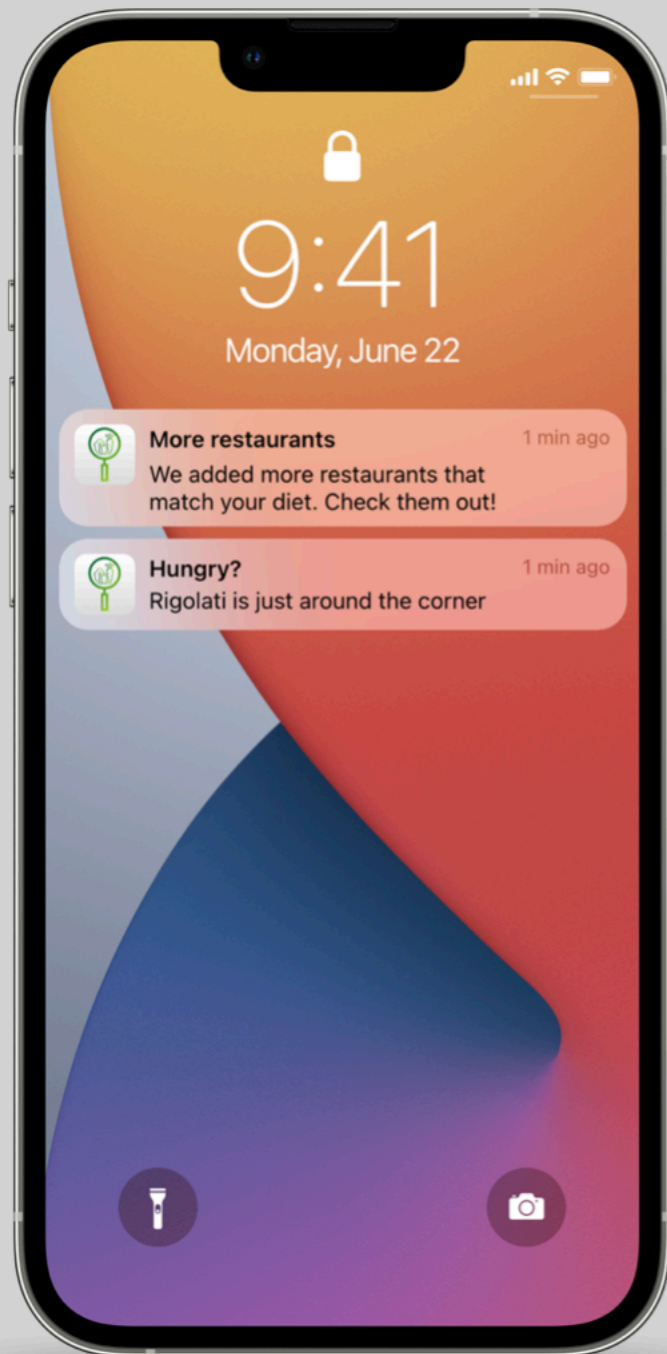 9:41
Monday, June 22
More restaurants
1 min ago
We added more restaurants that
match your diet. Check them out!
Hungry?
1 min ago
Rigolati is just around the corner